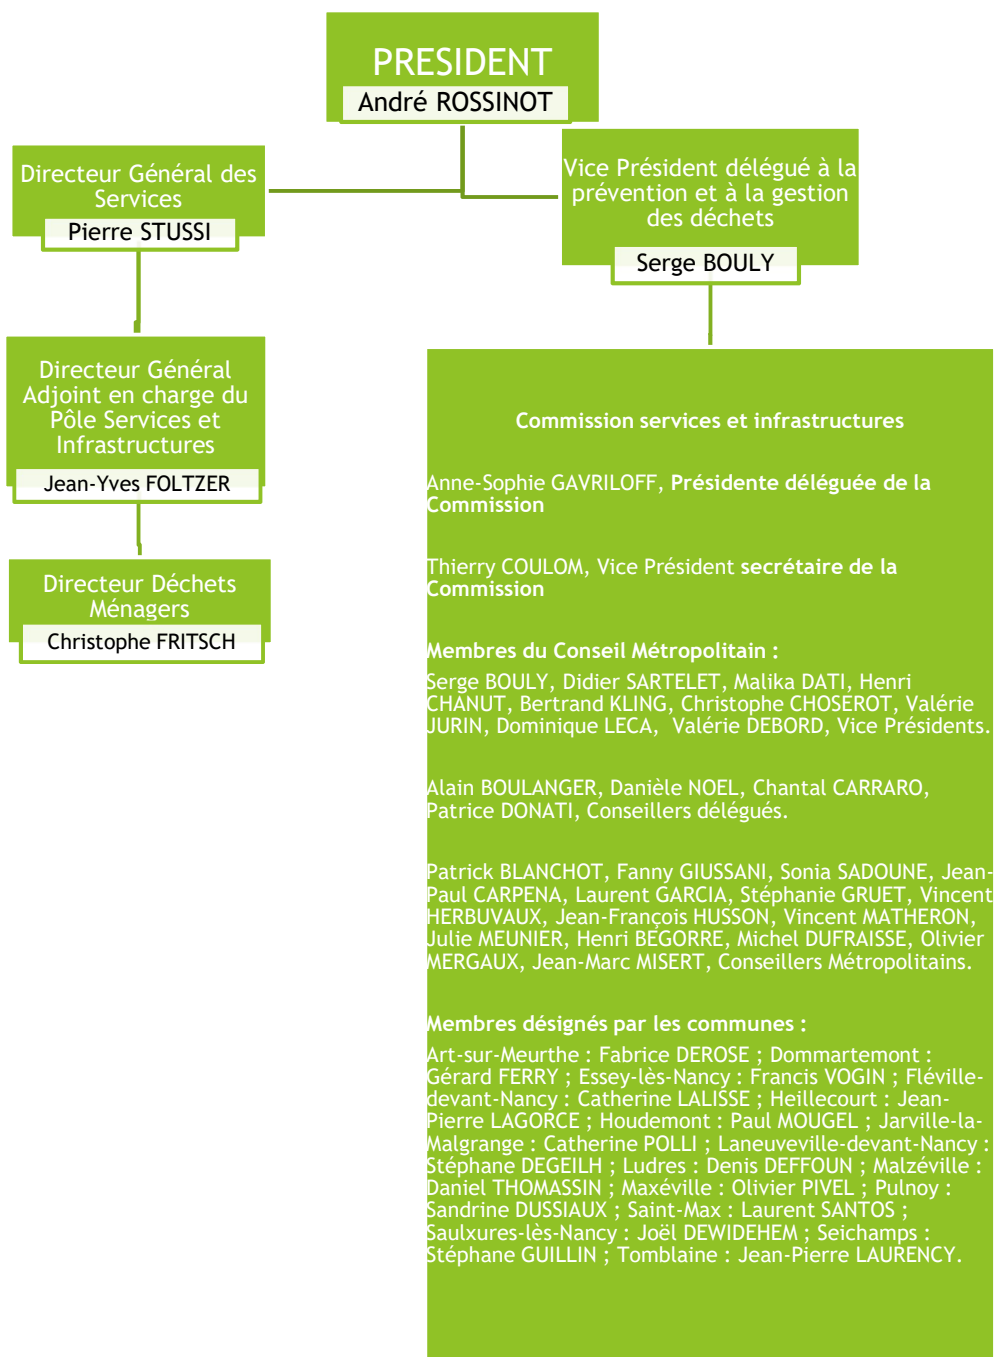 PRESIDENT
André ROSSINOT
Directeur Général des
Services
Pierre STUSSI
Vice Président délégué à la
prévention et à la gestion
des déchets
Serge BOULY
Directeur Général
Adjoint en charge du
Pôle Services et
Infrastructures
Jean-Yves FOLTZER
Directeur Déchets
Ménagers
Christophe FRITSCH
Commission services et infrastructures
Anne-Sophie GAVRILOFF, Présidente déléguée de la
Commission
Thierry COULOM, Vice Président secrétaire de la
Commission
Membres du Conseil Métropolitain :
Serge BOULY, Didier SARTELET, Malika DATI, Henri
CHANUT, Bertrand KLING, Christophe CHOSEROT, Valérie
JURIN, Dominique LECA, Valérie DEBORD, Vice Présidents.
Alain BOULANGER, Danièle NOEL, Chantal CARRARO,
Patrice DONATI, Conseillers délégués.
Patrick BLANCHOT, Fanny GIUSSANI, Sonia SADOUNE, Jean-
Paul CARPENA, Laurent GARCIA, Stéphanie GRUET, Vincent
HERBUVAUX, Jean-François HUSSON, Vincent MATHERON,
Julie MEUNIER, Henri BEGORRE, Michel DUFRAISSE, Olivier
MERGAUX, Jean-Marc MISERT, Conseillers Métropolitains.
Membres désignés par les communes :
Art-sur-Meurthe : Fabrice DEROSE ; Dommartemont :
Gérard FERRY ; Essey-lès-Nancy : Francis VOGIN ; Fléville-
devant-Nancy : Catherine LALISSE ; Heillecourt : Jean-
Pierre LAGORCE ; Houdemont : Paul MOUGEL ; Jarville-la-
Malgrange : Catherine POLLI ; Laneuveville-devant-Nancy :
Stéphane DEGEILH ; Ludres : Denis DEFFOUN ; Malzéville :
Daniel THOMASSIN ; Maxéville : Olivier PIVEL ; Pulnoy :
Sandrine DUSSIAUX ; Saint-Max : Laurent SANTOS ;
Saulxures-lès-Nancy : Joël DEWIDEHEM ; Seichamps :
Stéphane GUILLIN ; Tomblaine : Jean-Pierre LAURENCY.